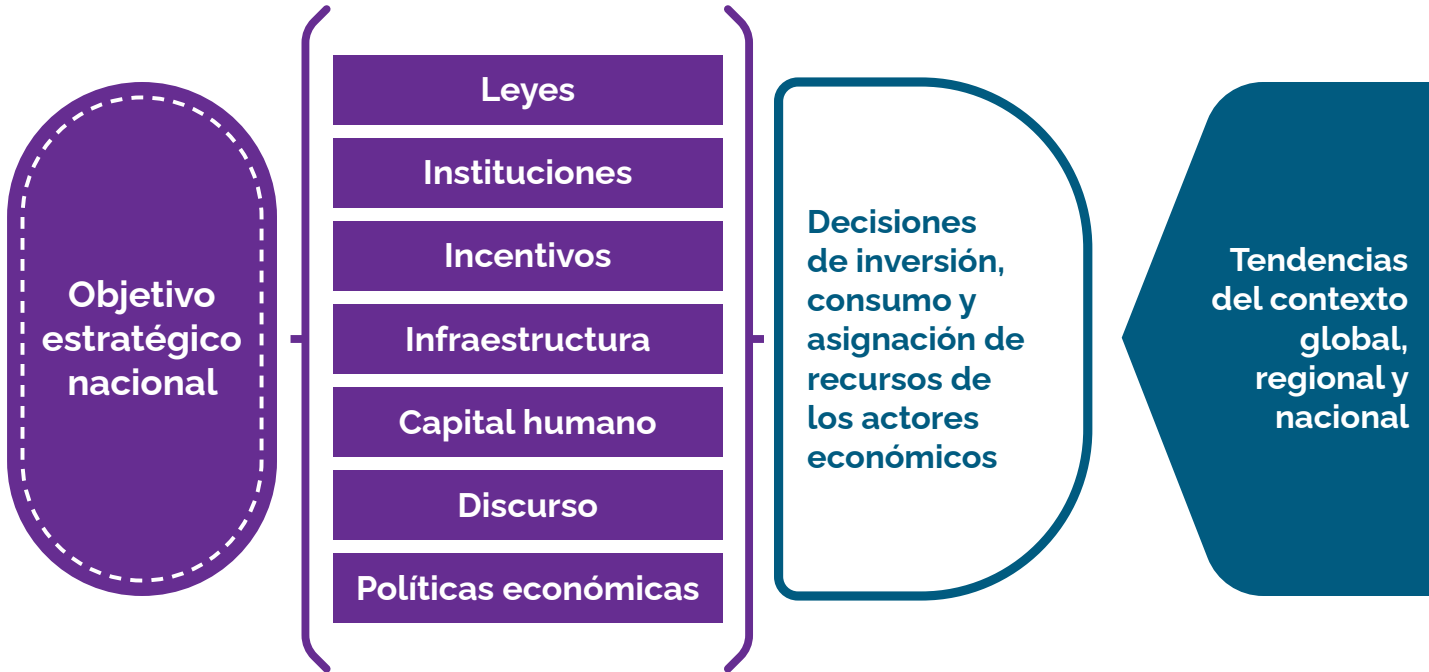 Objetivo
estratégico
nacional
Leyes
Instituciones
Incentivos
Infraestructura
Capital humano
Discurso
Políticas económicas
Decisiones
de inversión,
consumo y
asignación de
recursos de
los actores
económicos
Tendencias
del contexto
global,
regional y
nacional